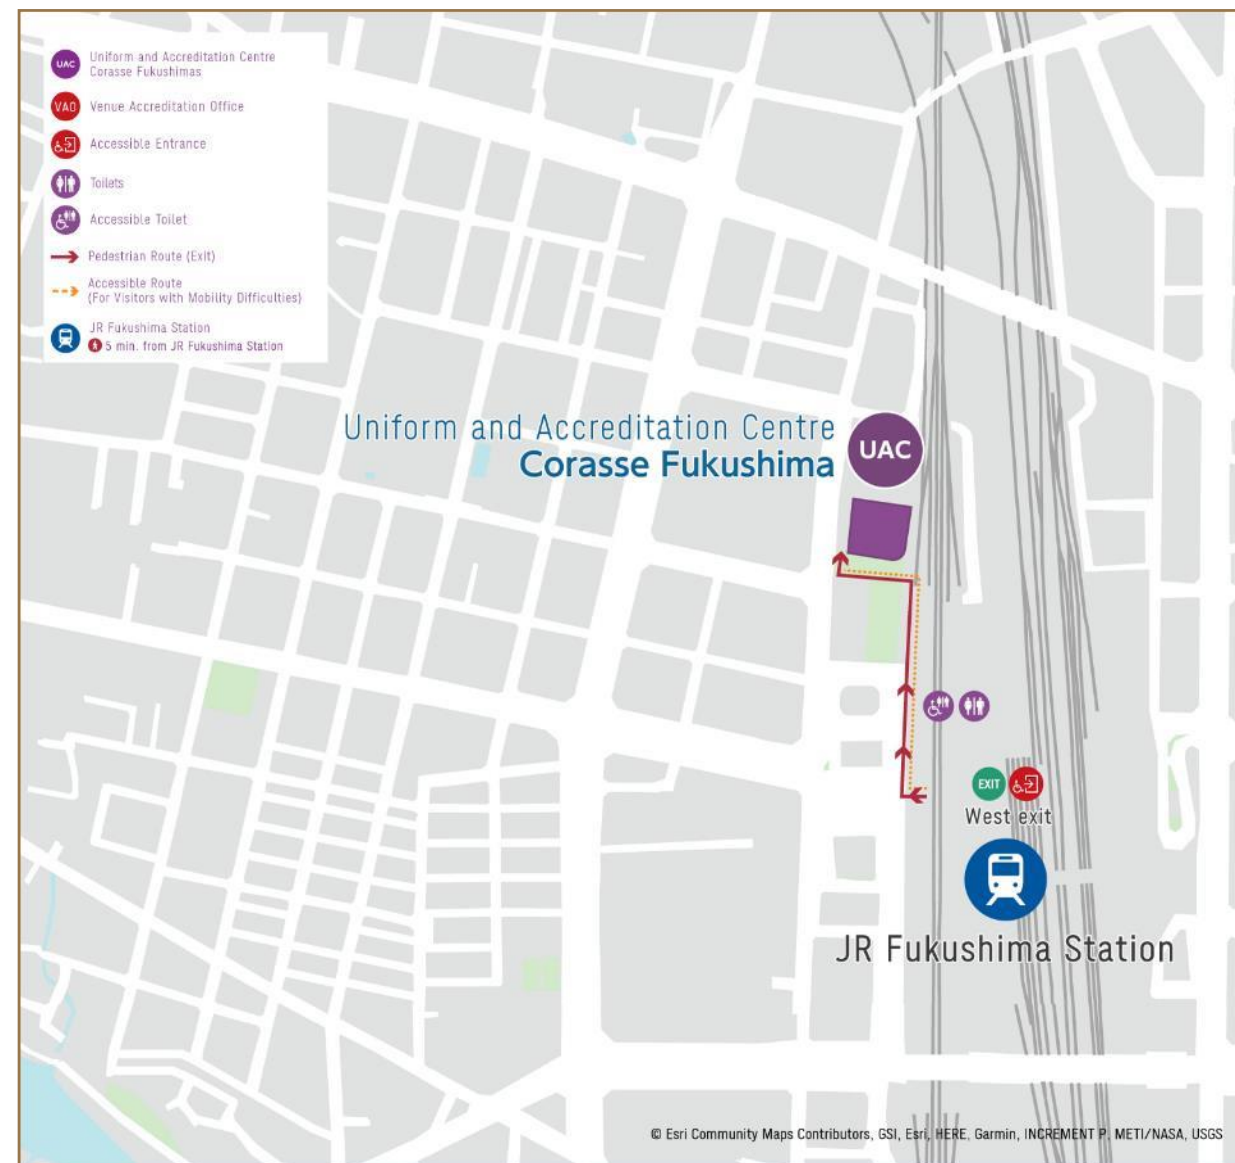 UAC
Uniform and Accreditation Centre
Corasse Fukushimas
VAO
Venue Accreditation Office
Accessible Entrance
Toilets
Accessible Toilet
Pedestrian Route (Exit)
Accessible Route
(For Visitors with Mobility Difficulties)
JR Fukushima Station
5 min. from JR Fukushima Station
Uniform and Accreditation Centre
Corasse Fukushima
UAC
EXIT
West exit
JR Fukushima Station
© Esri Community Maps Contributors, GSI, Esri, HERE, Garmin, INCREMENT P, METI/NASA, USGS